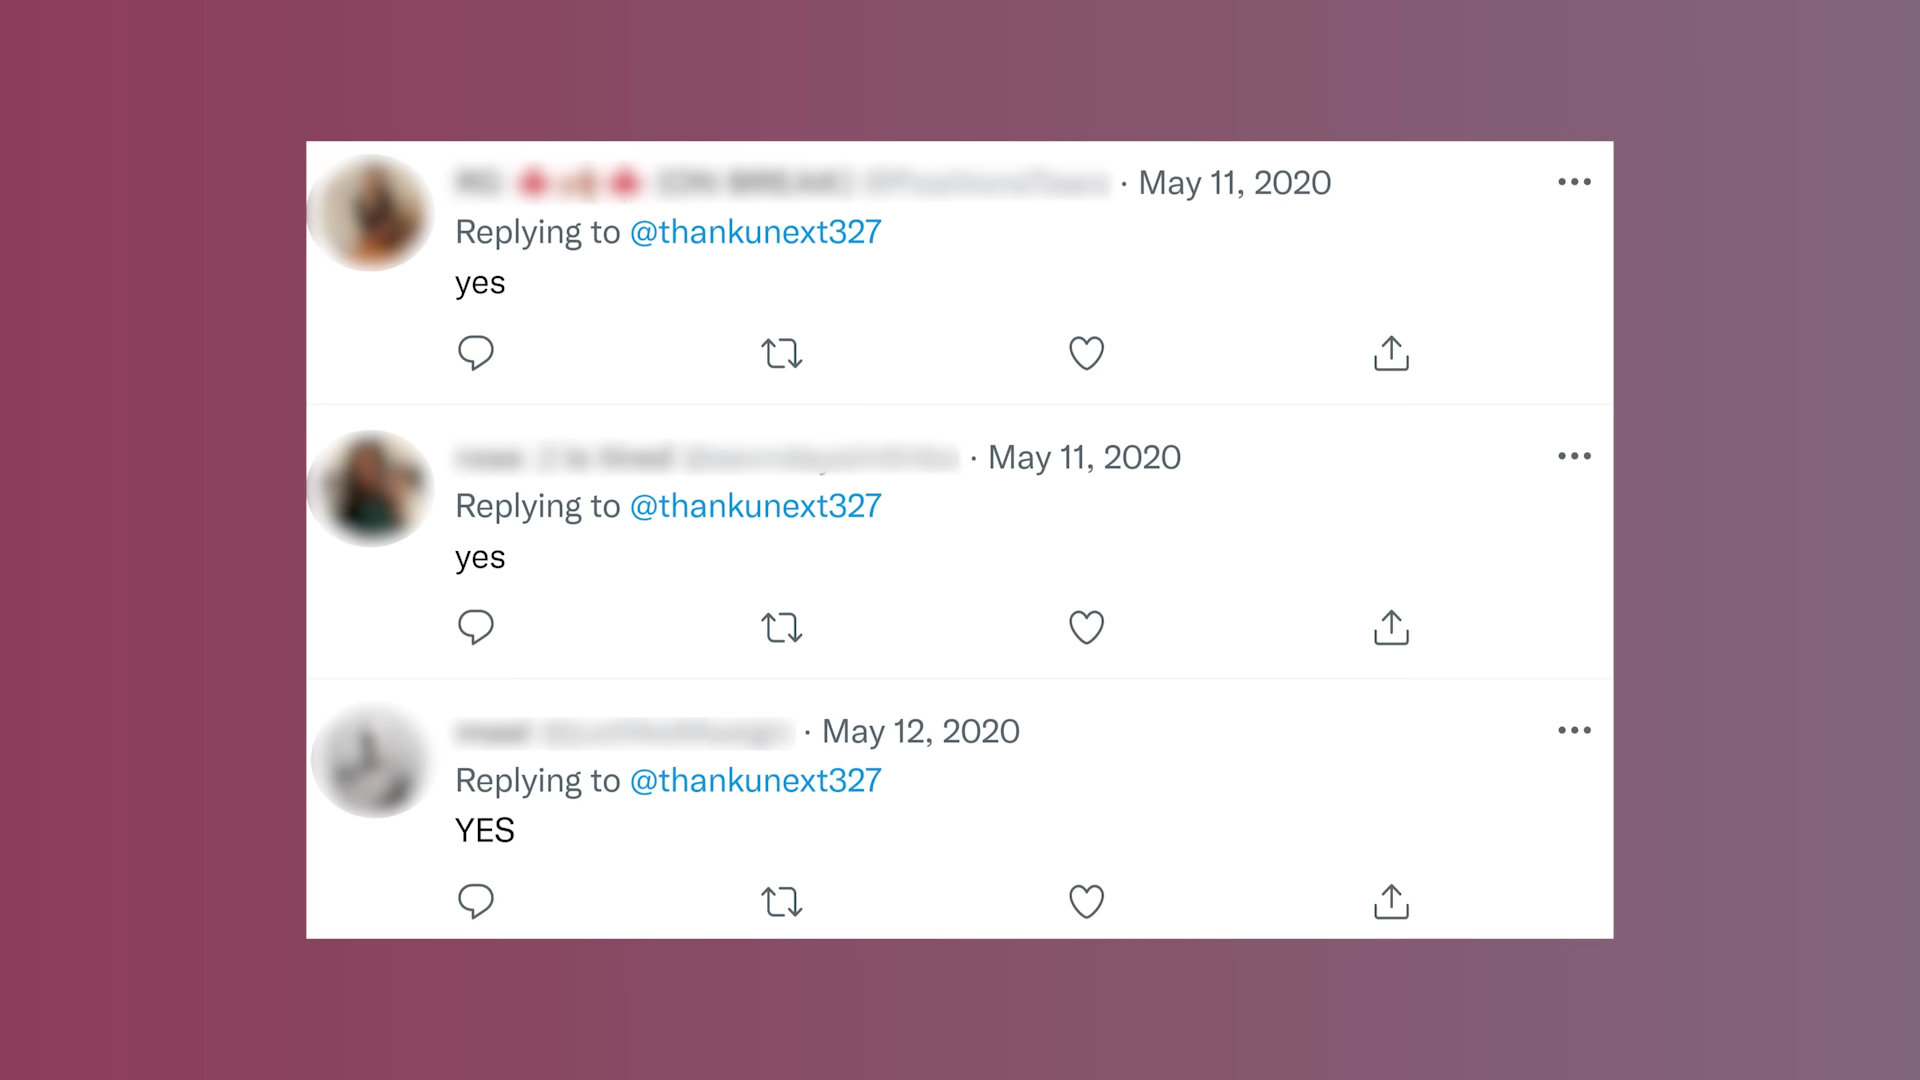 · May 11, 2020
Replying to @thankunext327
yes
· May 11, 2020
Replying to @thankunext327
yes
· May 12, 2020
Replying to @thankunext327
YES